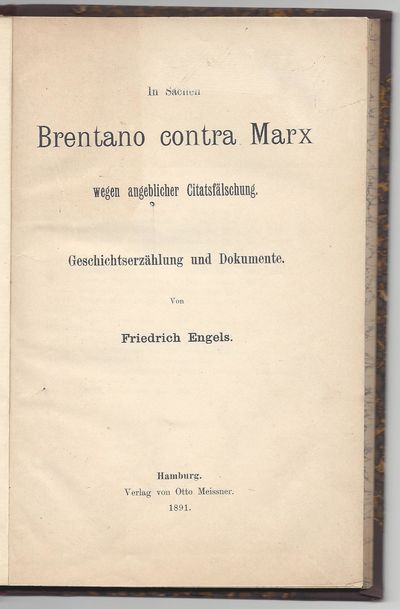 In Sachen
Brentano contra Marx
wegen angeblicher Citatsfälschung.
Geschichtserzählung und Dokumente.
Von
Friedrich Engels.
Hamburg.
Verlag von Otto Meissner.
1891.